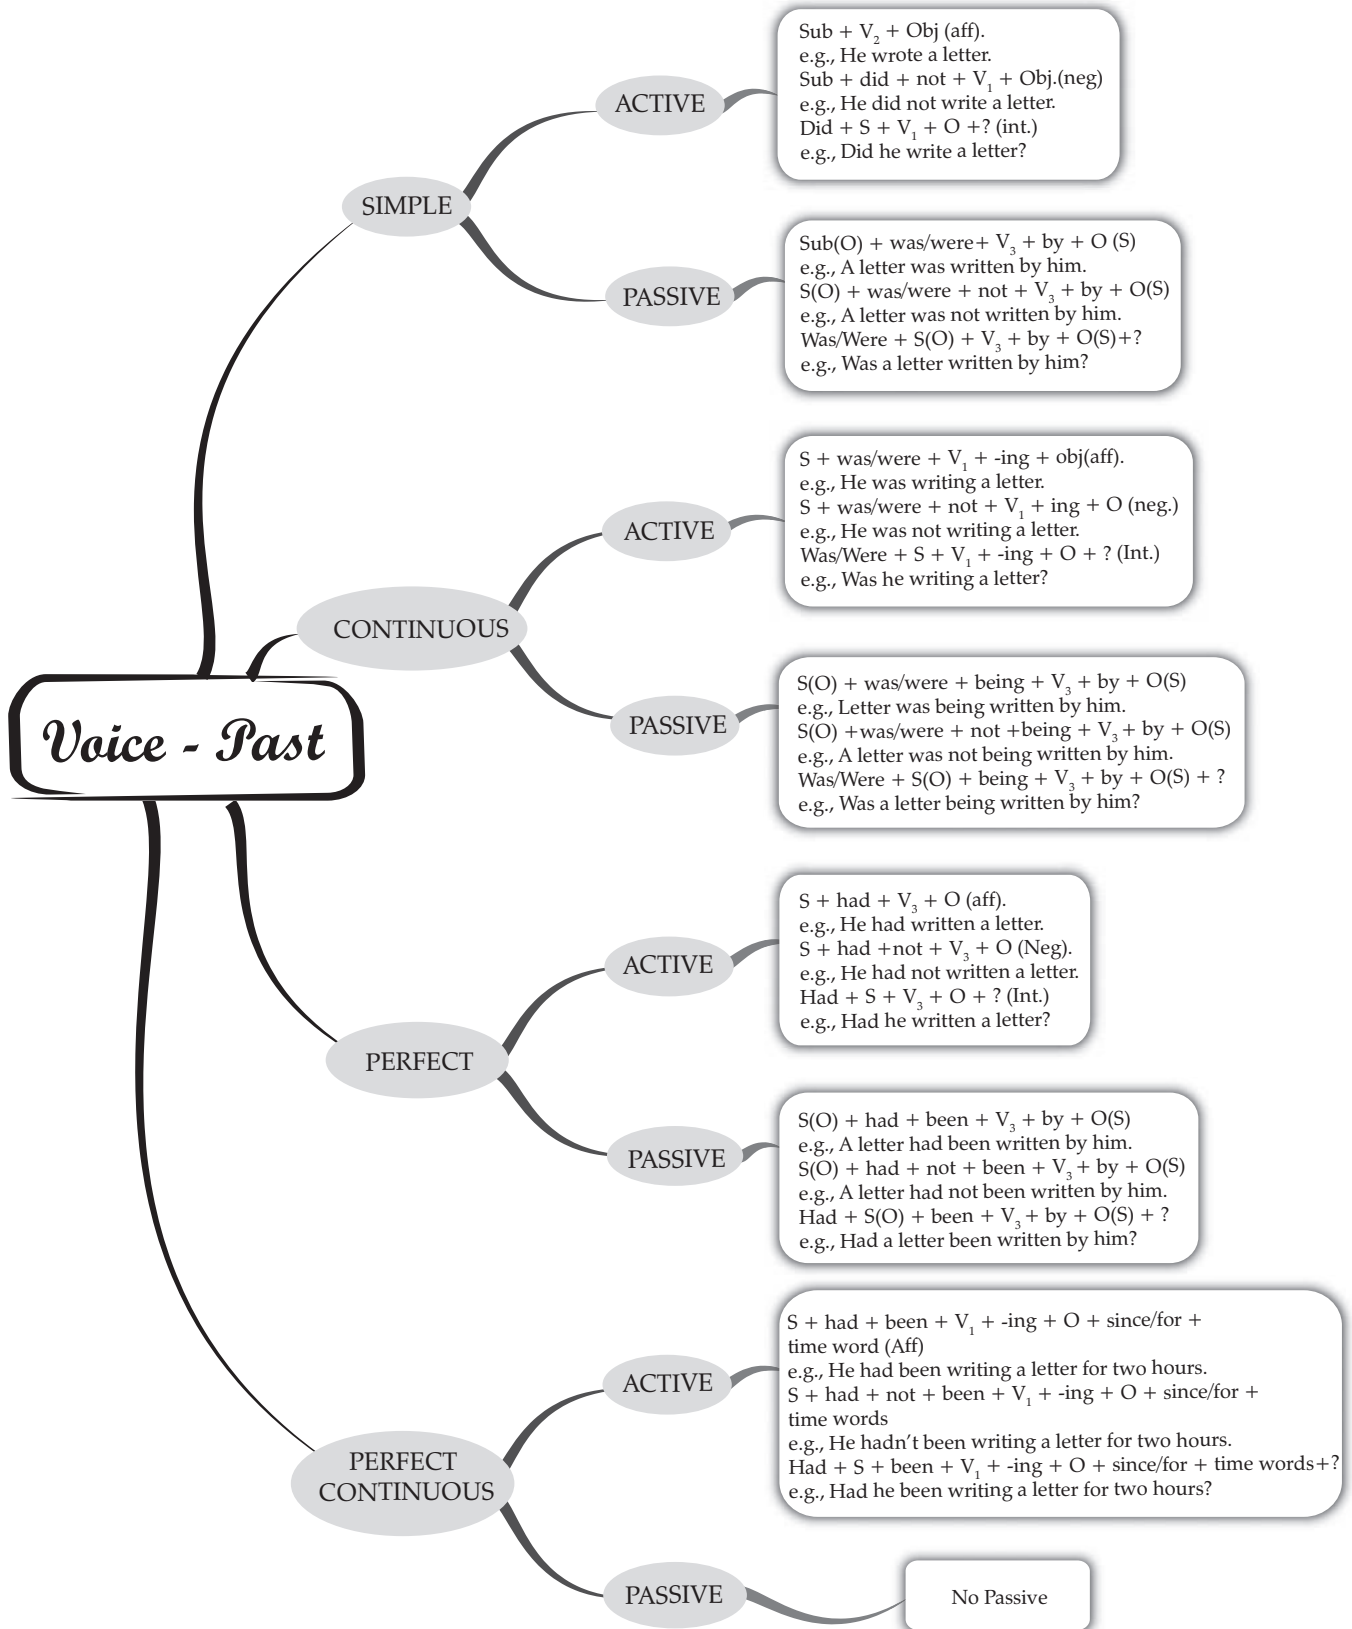 Voice - Past
SIMPLE
ACTIVE
Sub + V₂ + Obj (aff).
e.g., He wrote a letter.
Sub + did + not + V₁ + Obj.(neg)
e.g., He did not write a letter.
Did + S + V₁ + O +? (int.)
e.g., Did he write a letter?
PASSIVE
Sub(O) + was/were+ V₃ + by + O (S)
e.g., A letter was written by him.
S(O) + was/were + not + V₃ + by + O(S)
e.g., A letter was not written by him.
Was/Were + S(O) + V₃ + by + O(S)+?
e.g., Was a letter written by him?
CONTINUOUS
ACTIVE
S + was/were + V₁ + -ing + obj(aff).
e.g., He was writing a letter.
S + was/were + not + V₁ + ing + O (neg.)
e.g., He was not writing a letter.
Was/Were + S + V₁ + -ing + O + ? (Int.)
e.g., Was he writing a letter?
PASSIVE
S(O) + was/were + being + V₃ + by + O(S)
e.g., Letter was being written by him.
S(O) +was/were + not +being + V₃ + by + O(S)
e.g., A letter was not being written by him.
Was/Were + S(O) + being + V₃ + by + O(S) + ?
e.g., Was a letter being written by him?
PERFECT
ACTIVE
S + had + V₃ + O (aff).
e.g., He had written a letter.
S + had +not + V₃ + O (Neg).
e.g., He had not written a letter.
Had + S + V₃ + O + ? (Int.)
e.g., Had he written a letter?
PASSIVE
S(O) + had + been + V₃ + by + O(S)
e.g., A letter had been written by him.
S(O) + had + not + been + V₃ + by + O(S)
e.g., A letter had not been written by him.
Had + S(O) + been + V₃ + by + O(S) + ?
e.g., Had a letter been written by him?
PERFECT
CONTINUOUS
ACTIVE
S + had + been + V₁ + -ing + O + since/for +
time word (Aff)
e.g., He had been writing a letter for two hours.
S + had + not + been + V₁ + -ing + O + since/for +
time words
e.g., He hadn't been writing a letter for two hours.
Had + S + been + V₁ + -ing + O + since/for + time words+?
e.g., Had he been writing a letter for two hours?
PASSIVE
No Passive